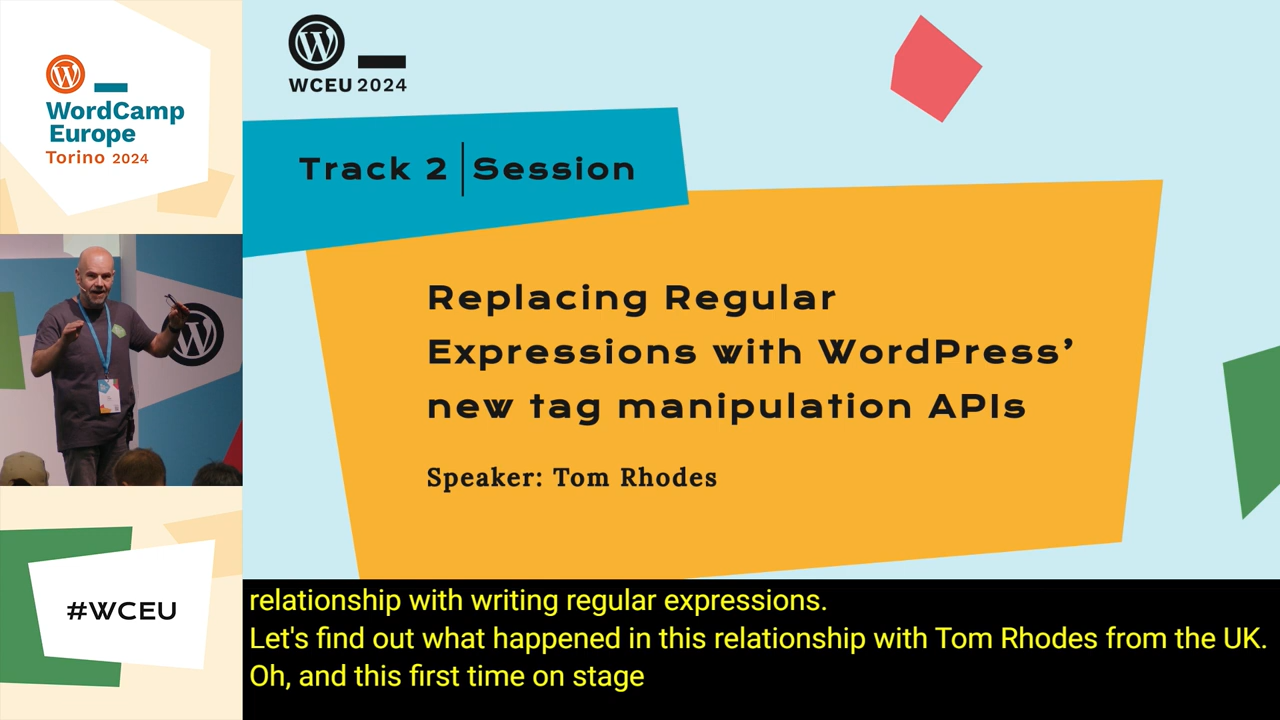 WordCamp
Europe
Torino 2024
#WCEU
WCEU 2024
Track 2 | Session
Replacing Regular
Expressions with WordPress’
new tag manipulation APIs
Speaker: Tom Rhodes
relationship with writing regular expressions.
Let's find out what happened in this relationship with Tom Rhodes from the UK.
Oh, and this first time on stage